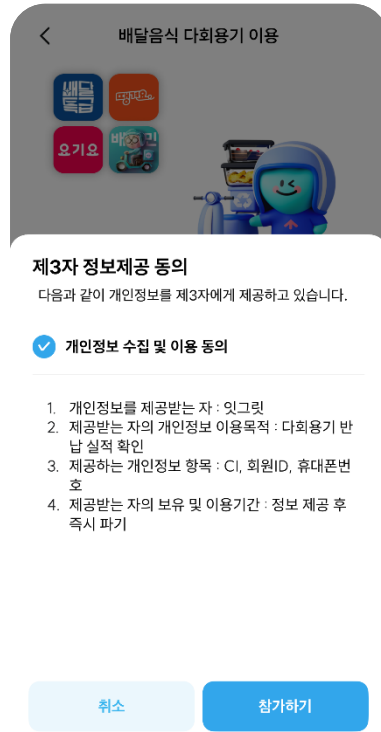 배달음식 다회용기 이용
배달
특급
땡겨요
요기요
제3자 정보제공 동의
다음과 같이 개인정보를 제3자에게 제공하고 있습니다.
개인정보 수집 및 이용 동의
1. 개인정보를 제공받는 자 : 잇그릿
2. 제공받는 자의 개인정보 이용목적 : 다회용기 반
납 실적 확인
3. 제공하는 개인정보 항목 : CI, 회원ID, 휴대폰번
호
4. 제공받는 자의 보유 및 이용기간 : 정보 제공 후
즉시 파기
취소
참가하기